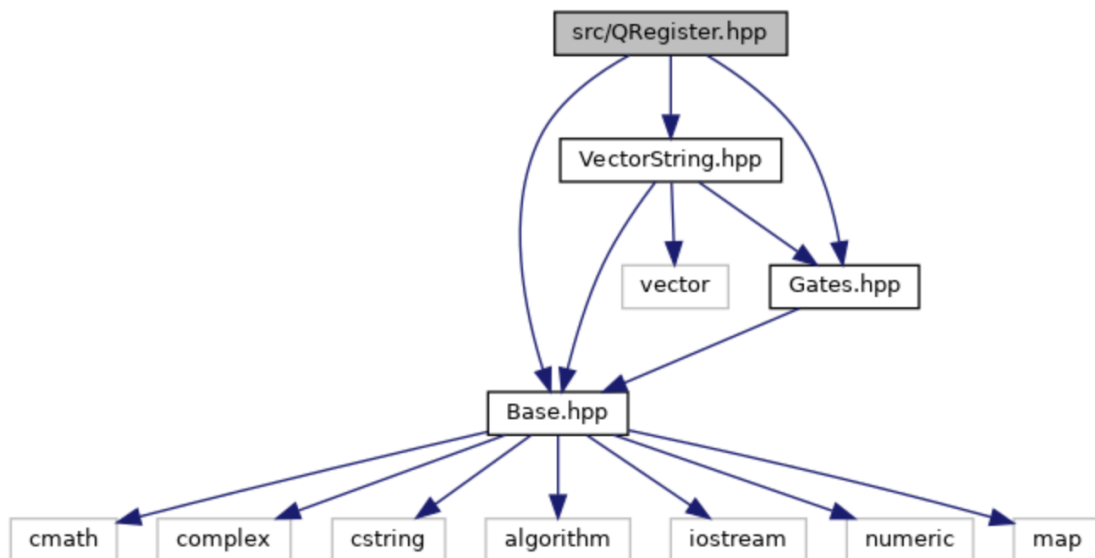 src/QRegister.hpp
VectorString.hpp
vector
Gates.hpp
Base.hpp
cmath
complex
cstring
algorithm
iostream
numeric
map